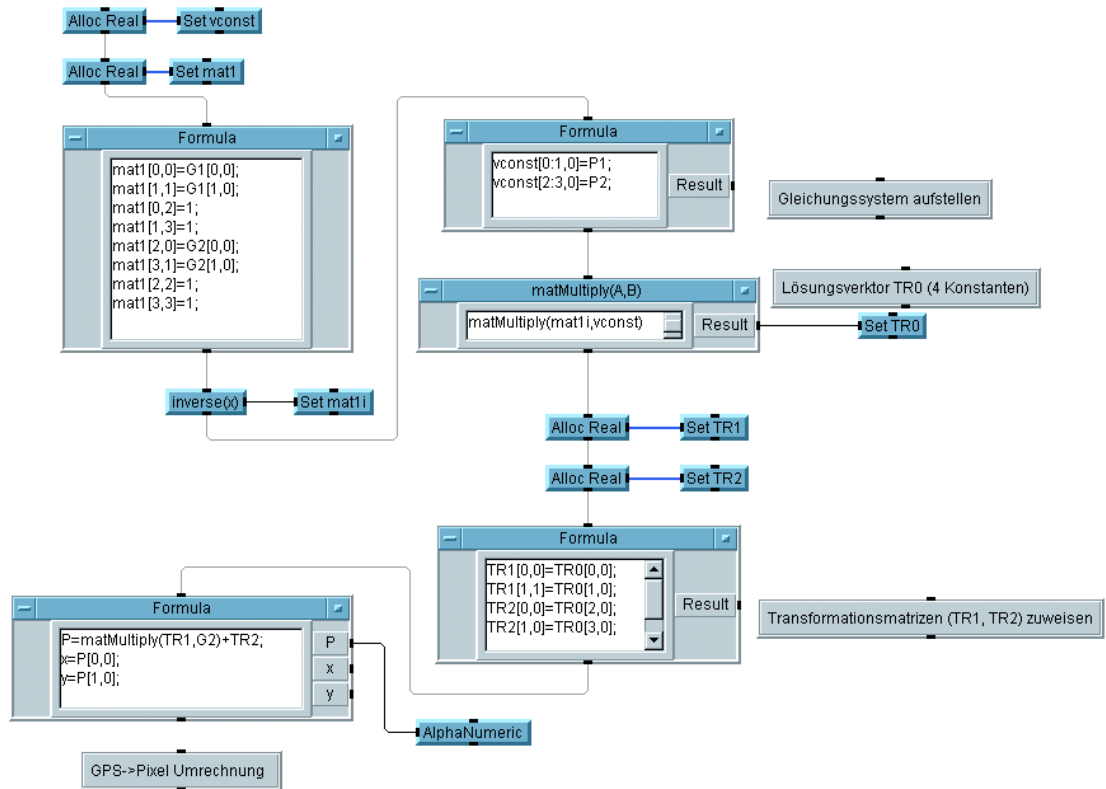 Alloc Real
Set vconst
Alloc Real
Set mat1
Formula
mat1[0,0]=G1[0,0];
mat1[1,1]=G1[1,0];
mat1[0,2]=1;
mat1[1,3]=1;
mat1[2,0]=G2[0,0];
mat1[3,1]=G2[1,0];
mat1[2,2]=1;
mat1[3,3]=1;
inverse(x)
Set mat1i
Formula
vconst[0:1,0]=P1;
vconst[2:3,0]=P2;
Result
Gleichungssystem aufstellen
matMultiply(A,B)
matMultiply(mat1i,vconst)
Result
Lösungsverktor TR0 (4 Konstanten)
Set TR0
Alloc Real
Set TR1
Alloc Real
Set TR2
Formula
TR1[0,0]=TR0[0,0];
TR1[1,1]=TR0[1,0];
TR2[0,0]=TR0[2,0];
TR2[1,0]=TR0[3,0];
Result
Transformationsmatrizen (TR1, TR2) zuweisen
Formula
P=matMultiply(TR1,G2)+TR2;
x=P[0,0];
y=P[1,0];
P
x
y
AlphaNumeric
GPS->Pixel Umrechnung